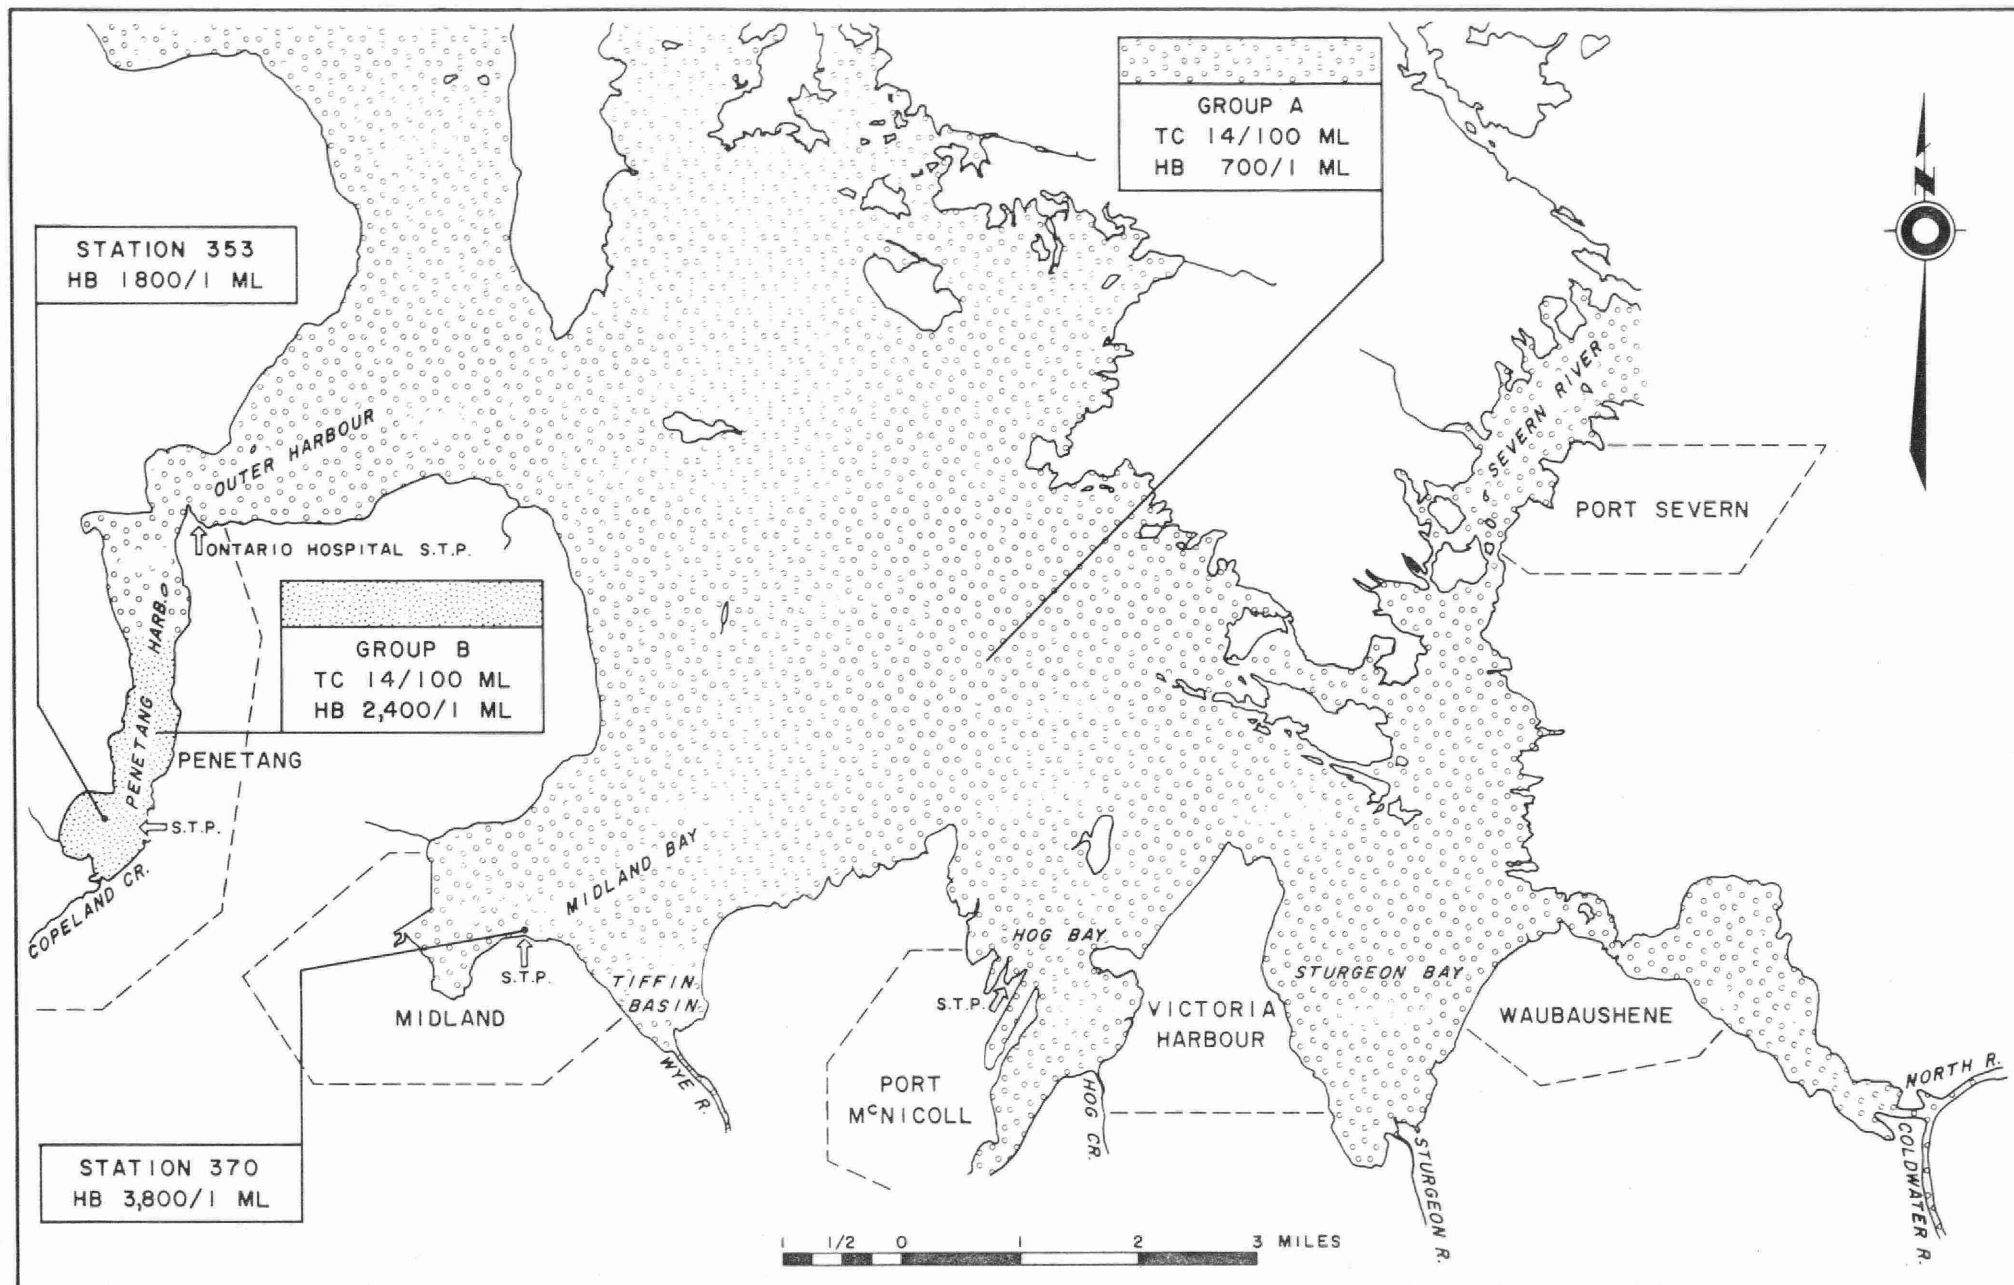 GROUP A
TC 14/100 ML
HB 700/1 ML
N
STATION 353
HB 1800/1 ML
SEVERN RIVER
OUTER HARBOUR
PORT SEVERN
ONTARIO HOSPITAL S.T.P.
GROUP B
TC 14/100 ML
HB 2,400/1 ML
PENETANG HARB.
PENETANG
S.T.P.
COPELAND CR.
MIDLAND BAY
HOG BAY
S.T.P.
TIFFIN
BASIN
STURGEON BAY
S.T.P.
MIDLAND
VICTORIA
HARBOUR
WAUBAUSHENE
WYE R.
PORT
McNICOLL
HOG CR.
NORTH R.
COLDWATER R.
STURGEON R.
STATION 370
HB 3,800/1 ML
1 1/2 0 1 2 3 MILES